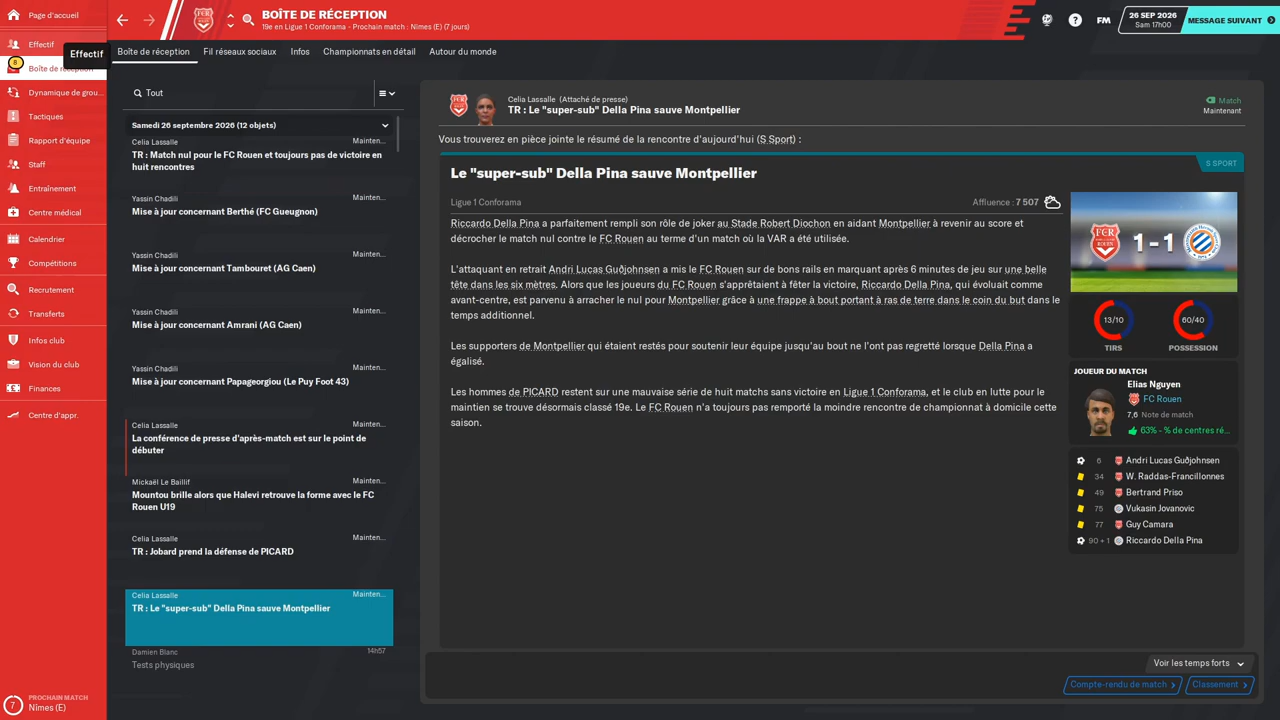 Page d'accueil
Effectif
Effectif
8
Boîte de réception
Dynamique de grou...
Tactiques
Rapport d'équipe
Staff
Entraînement
Centre médical
Calendrier
Compétitions
Recrutement
Transferts
Infos club
Vision du club
Finances
Centre d'appr.
7
PROCHAIN MATCH
Nîmes (E)
BOÎTE DE RÉCEPTION
19e en Ligue 1 Conforama - Prochain match : Nîmes (E) (7 jours)
FM
26 SEP 2026
Sam 17h00
MESSAGE SUIVANT
Boîte de réception Fil réseaux sociaux Infos Championnats en détail Autour du monde
Tout
Samedi 26 septembre 2026 (12 objets)
Celia Lassalle Mainten...
TR : Match nul pour le FC Rouen et toujours pas de victoire en
huit rencontres
Yassin Chadili Mainten...
Mise à jour concernant Berthé (FC Gueugnon)
Yassin Chadili Mainten...
Mise à jour concernant Tambouret (AG Caen)
Yassin Chadili Mainten...
Mise à jour concernant Amrani (AG Caen)
Yassin Chadili Mainten...
Mise à jour concernant Papageorgiou (Le Puy Foot 43)
Celia Lassalle Mainten...
La conférence de presse d'après-match est sur le point de
débuter
Mickaël Le Baillif Mainten...
Mountou brille alors que Halevi retrouve la forme avec le FC
Rouen U19
Celia Lassalle Mainten...
TR : Jobard prend la défense de PICARD
Celia Lassalle Mainten...
TR : Le "super-sub" Della Pina sauve Montpellier
Damien Blanc 14h57
Tests physiques
Celia Lassalle (Attaché de presse)
TR : Le "super-sub" Della Pina sauve Montpellier
Match
Maintenant
Vous trouverez en pièce jointe le résumé de la rencontre d'aujourd'hui (S Sport) :
S SPORT
Le "super-sub" Della Pina sauve Montpellier
Ligue 1 Conforama Affluence : 7 507
Riccardo Della Pina a parfaitement rempli son rôle de joker au Stade Robert Diochon en aidant Montpellier à revenir au score et
décrocher le match nul contre le FC Rouen au terme d'un match où la VAR a été utilisée.
L'attaquant en retrait Andri Lucas Guðjohnsen a mis le FC Rouen sur de bons rails en marquant après 6 minutes de jeu sur une belle
tête dans les six mètres. Alors que les joueurs du FC Rouen s'apprêtaient à fêter la victoire, Riccardo Della Pina, qui évoluait comme
avant-centre, est parvenu à arracher le nul pour Montpellier grâce à une frappe à bout portant à ras de terre dans le coin du but dans le
temps additionnel.
Les supporters de Montpellier qui étaient restés pour soutenir leur équipe jusqu'au bout ne l'ont pas regretté lorsque Della Pina a
égalisé.
Les hommes de PICARD restent sur une mauvaise série de huit matchs sans victoire en Ligue 1 Conforama, et le club en lutte pour le
maintien se trouve désormais classé 19e. Le FC Rouen n'a toujours pas remporté la moindre rencontre de championnat à domicile cette
saison.
1-1
13/10 60/40
TIRS POSSESSION
JOUEUR DU MATCH
Elias Nguyen
FC Rouen
7,6 Note de match
63% - % de centres ré...
6 Andri Lucas Guðjohnsen
34 W. Raddas-Francillonnes
49 Bertrand Priso
75 Vukasin Jovanovic
77 Guy Camara
90 + 1 Riccardo Della Pina
Voir les temps forts
Compte-rendu de match Classement